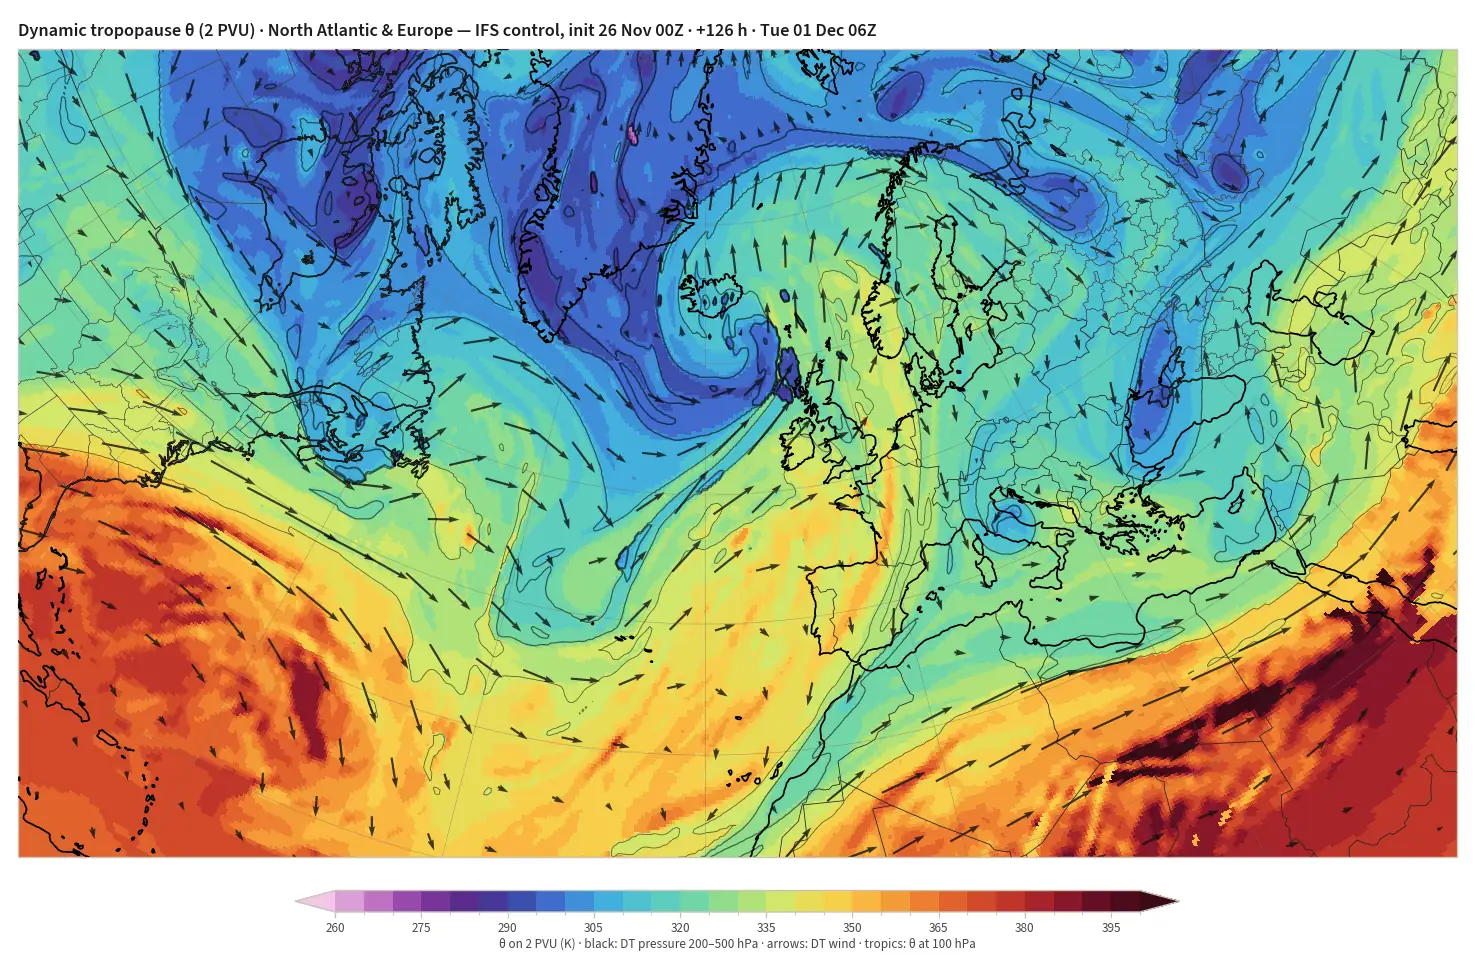 Dynamic tropopause θ (2 PVU) · North Atlantic & Europe — IFS control, init 26 Nov 00Z · +126 h · Tue 01 Dec 06Z
260 275 290 305 320 335 350 365 380 395
θ on 2 PVU (K) · black: DT pressure 200–500 hPa · arrows: DT wind · tropics: θ at 100 hPa